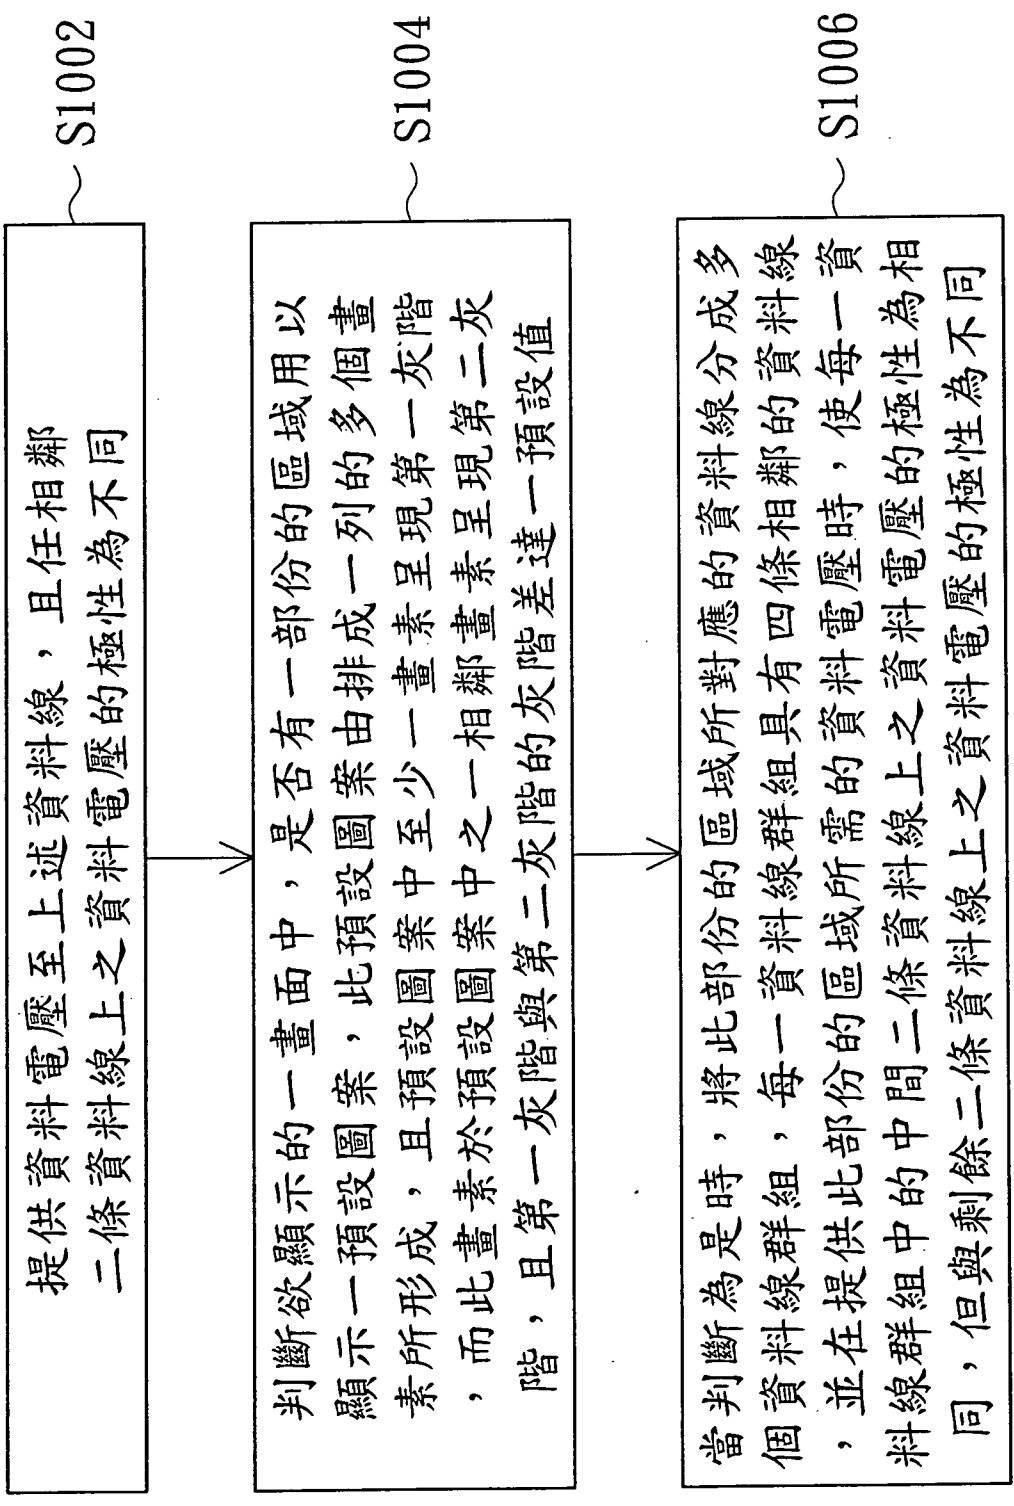 提供資料電壓至上述資料線，且任相鄰
二條資料線上之資料電壓的極性為不同
S1002
判斷欲顯示的一畫面中，是否有一部份的區域用以
顯示一預設圖案，此預設圖案由排成一列的多個畫
素所形成，且預設圖案中至少一畫素呈現第一灰階
，而此畫素於預設圖案中之一相鄰畫素呈現第二灰
階，且第一灰階與第二灰階的灰階差達一預設值
S1004
當判斷為是時，將此部份的區域所對應的資料線分成多
個資料線群組，每一資料線群組具有四條相鄰的資料線
，並在提供此部份的區域所需的資料電壓時，使每一資
料線群組中的中間二條資料線上之資料電壓的極性為相
同，但與剩餘二條資料線上之資料電壓的極性為不同
S1006